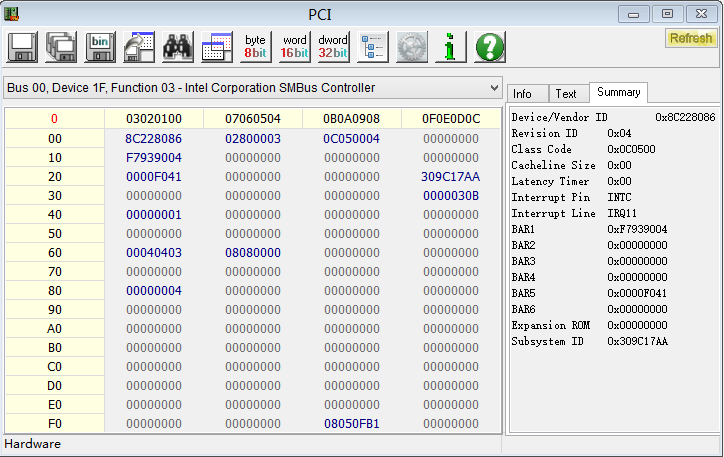 PCI
bin
byte 8bit word 16bit dword 32bit
Refresh
Bus 00, Device 1F, Function 03 - Intel Corporation SMBus Controller
0 03020100 07060504 0B0A0908 0F0E0D0C
00 8C228086 02800003 0C050004 00000000
10 F7939004 00000000 00000000 00000000
20 0000F041 00000000 00000000 309C17AA
30 00000000 00000000 00000000 0000030B
40 00000001 00000000 00000000 00000000
50 00000000 00000000 00000000 00000000
60 00040403 08080000 00000000 00000000
70 00000000 00000000 00000000 00000000
80 00000004 00000000 00000000 00000000
90 00000000 00000000 00000000 00000000
A0 00000000 00000000 00000000 00000000
B0 00000000 00000000 00000000 00000000
C0 00000000 00000000 00000000 00000000
D0 00000000 00000000 00000000 00000000
E0 00000000 00000000 00000000 00000000
F0 00000000 00000000 08050FB1 00000000
Info Text Summary
Device/Vendor ID 0x8C228086
Revision ID 0x04
Class Code 0x0C0500
Cacheline Size 0x00
Latency Timer 0x00
Interrupt Pin INTC
Interrupt Line IRQ11
BAR1 0xF7939004
BAR2 0x00000000
BAR3 0x00000000
BAR4 0x00000000
BAR5 0x0000F041
BAR6 0x00000000
Expansion ROM 0x00000000
Subsystem ID 0x309C17AA
Hardware